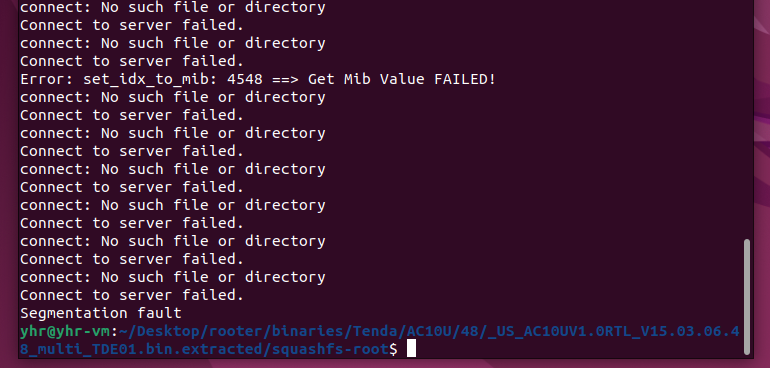 connect: No such file or directory
Connect to server failed.
connect: No such file or directory
Connect to server failed.
Error: set_idx_to_mib: 4548 ==> Get Mib Value FAILED!
connect: No such file or directory
Connect to server failed.
connect: No such file or directory
Connect to server failed.
connect: No such file or directory
Connect to server failed.
connect: No such file or directory
Connect to server failed.
connect: No such file or directory
Connect to server failed.
connect: No such file or directory
Connect to server failed.
Segmentation fault
yhr@yhr-vm:~/Desktop/rooter/binaries/Tenda/AC10U/48/_US_AC10UV1.0RTL_V15.03.06.4
8_multi_TDE01.bin.extracted/squashfs-root$